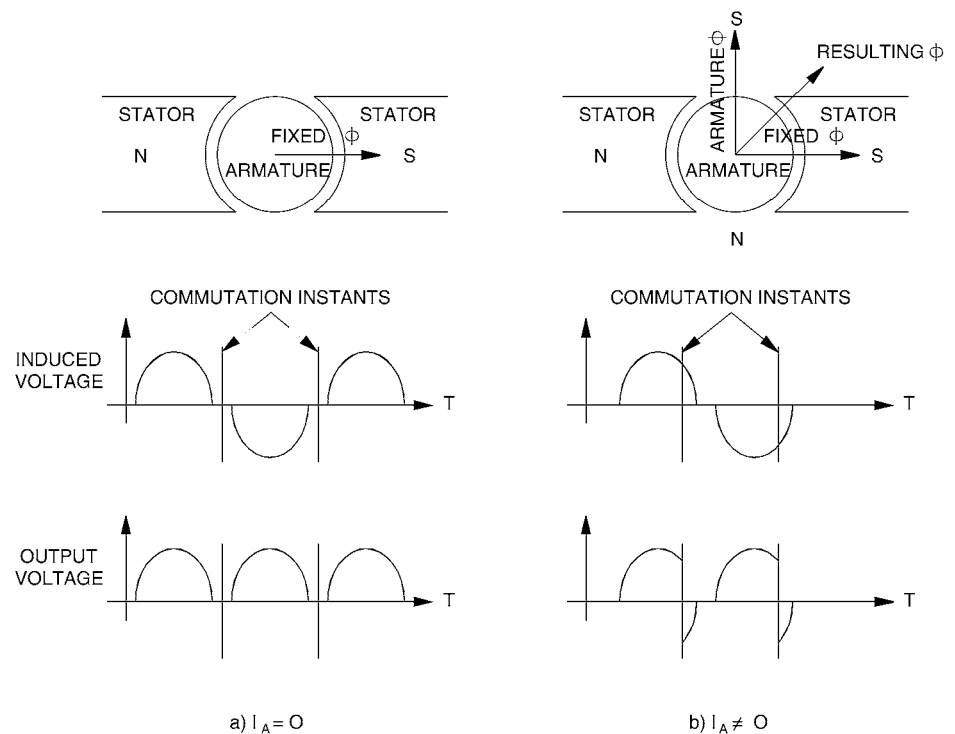 STATOR
STATOR
FIXED Φ
N
S
ARMATURE
S
ARMATURE Φ
RESULTING Φ
STATOR
STATOR
FIXED Φ
N
S
ARMATURE
N
COMMUTATION INSTANTS
INDUCED
VOLTAGE
T
COMMUTATION INSTANTS
T
OUTPUT
VOLTAGE
T
T
a) I A = O
b) I A ≠ O